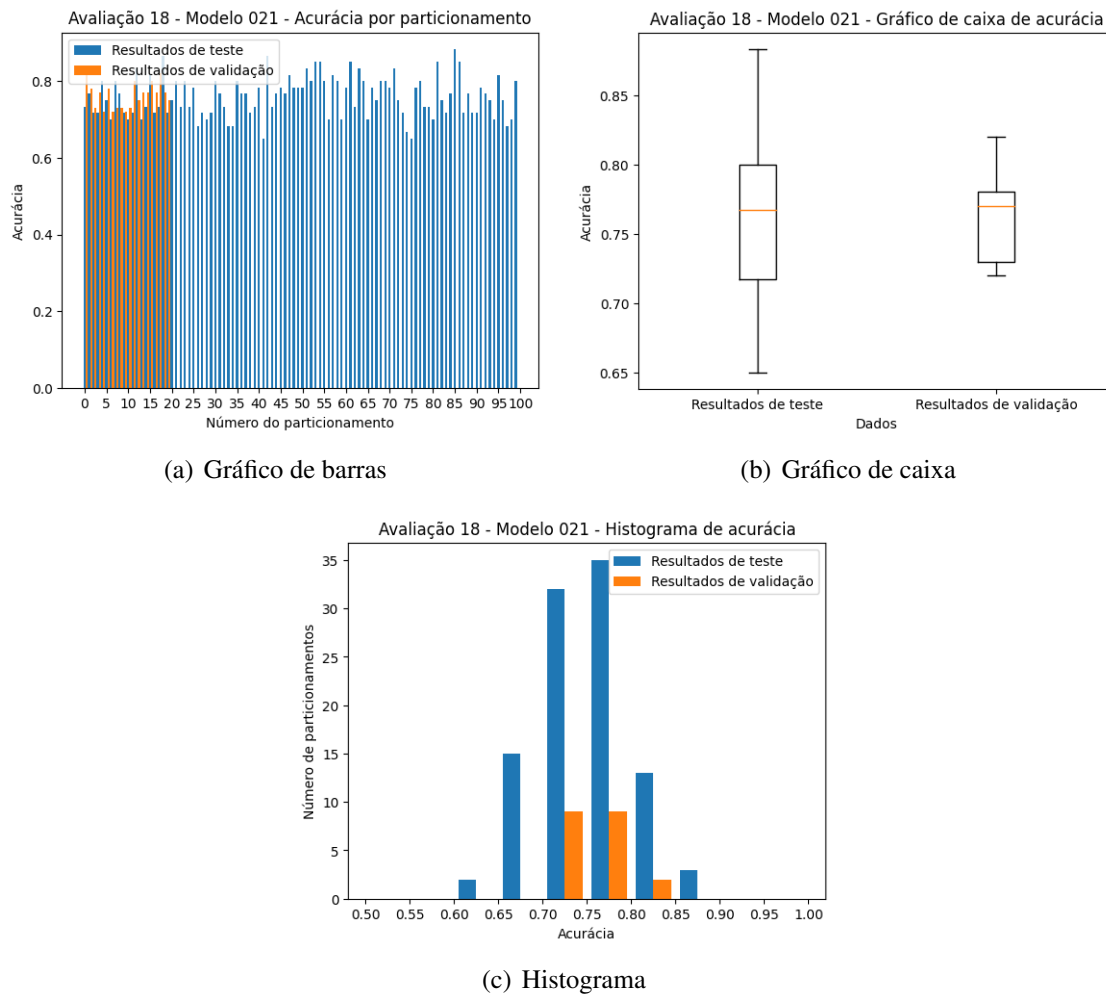 Avaliação 18 - Modelo 021 - Acurácia por particionamento
Resultados de teste
Resultados de validação
Acurácia
0.8
0.6
0.4
0.2
0.0
0 5 10 15 20 25 30 35 40 45 50 55 60 65 70 75 80 85 90 95 100
Número do particionamento
(a) Gráfico de barras
Avaliação 18 - Modelo 021 - Gráfico de caixa de acurácia
Acurácia
0.85
0.80
0.75
0.70
0.65
Resultados de teste Resultados de validação
Dados
(b) Gráfico de caixa
Avaliação 18 - Modelo 021 - Histograma de acurácia
Resultados de teste
Resultados de validação
Número de particionamentos
35
30
25
20
15
10
5
0
0.50 0.55 0.60 0.65 0.70 0.75 0.80 0.85 0.90 0.95 1.00
Acurácia
(c) Histograma